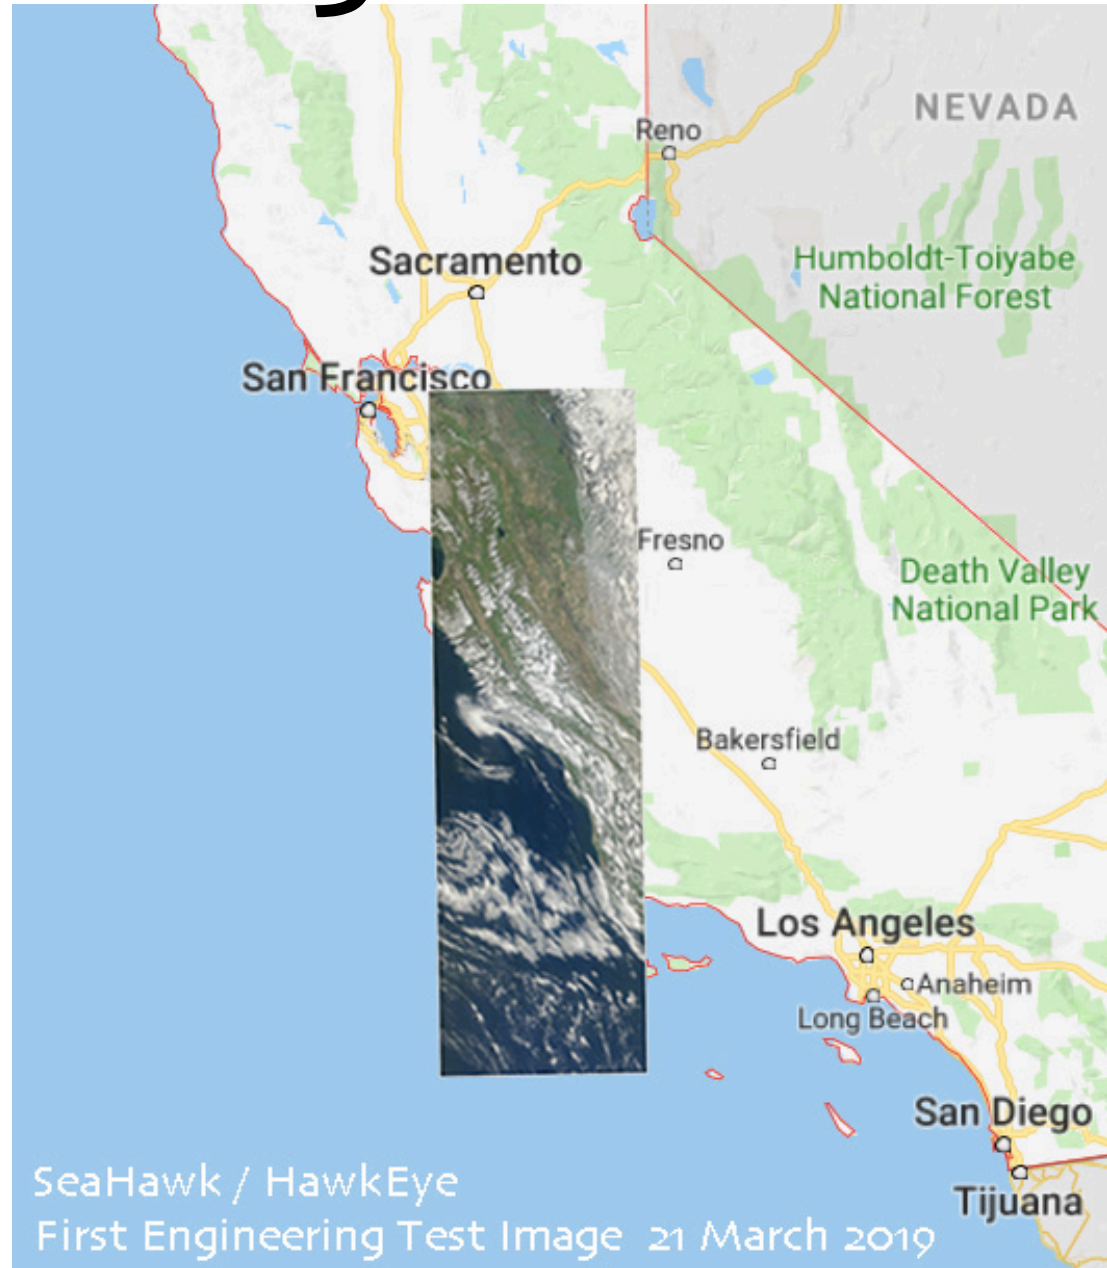 NEVADA
Reno
Humboldt-Toiyabe
National Forest
Sacramento
San Francisco
Fresno
Death Valley
National Park
Bakersfield
Los Angeles
Anaheim
Long Beach
San Diego
Tijuana
SeaHawk / HawkEye
First Engineering Test Image 21 March 2019